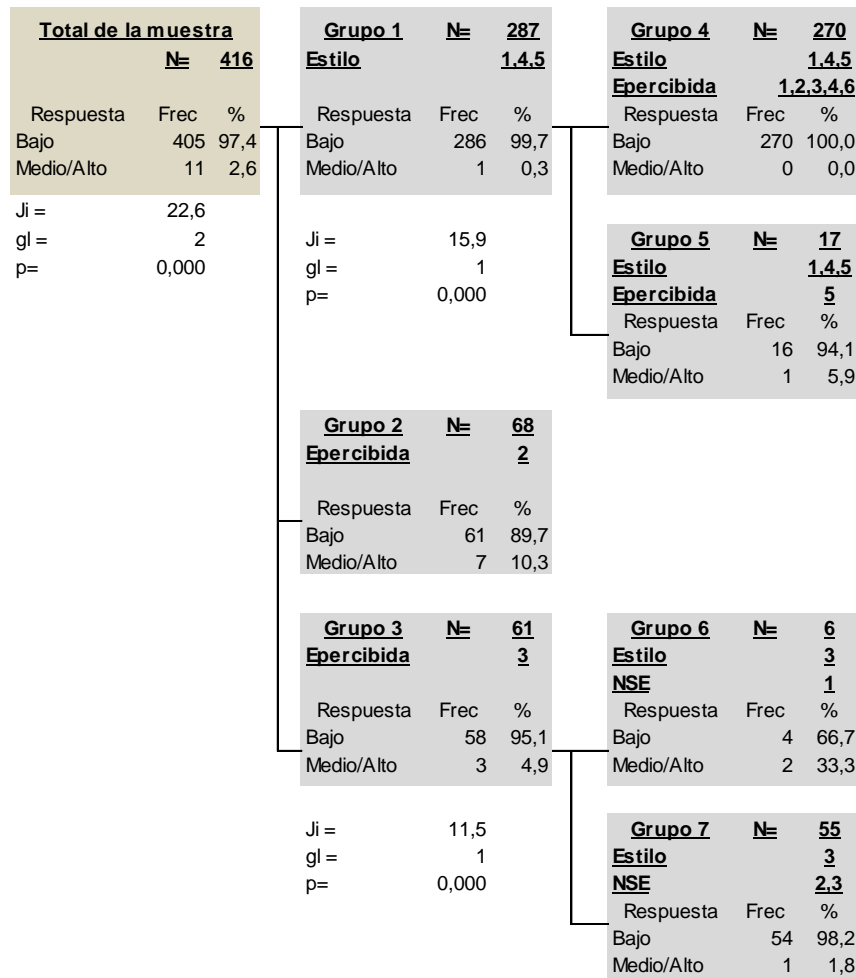 Total de la muestra
N= 416
Respuesta Frec %
Bajo 405 97,4
Medio/Alto 11 2,6
Ji = 22,6
gl = 2
p= 0,000
Grupo 1 N= 287
Estilo 1,4,5
Respuesta Frec %
Bajo 286 99,7
Medio/Alto 1 0,3
Ji = 15,9
gl = 1
p= 0,000
Grupo 4 N= 270
Estilo 1,4,5
Epercibida 1,2,3,4,6
Respuesta Frec %
Bajo 270 100,0
Medio/Alto 0 0,0
Grupo 5 N= 17
Estilo 1,4,5
Epercibida 5
Respuesta Frec %
Bajo 16 94,1
Medio/Alto 1 5,9
Grupo 2 N= 68
Epercibida 2
Respuesta Frec %
Bajo 61 89,7
Medio/Alto 7 10,3
Grupo 3 N= 61
Epercibida 3
Respuesta Frec %
Bajo 58 95,1
Medio/Alto 3 4,9
Ji = 11,5
gl = 1
p= 0,000
Grupo 6 N= 6
Estilo 3
NSE 1
Respuesta Frec %
Bajo 4 66,7
Medio/Alto 2 33,3
Grupo 7 N= 55
Estilo 3
NSE 2,3
Respuesta Frec %
Bajo 54 98,2
Medio/Alto 1 1,8